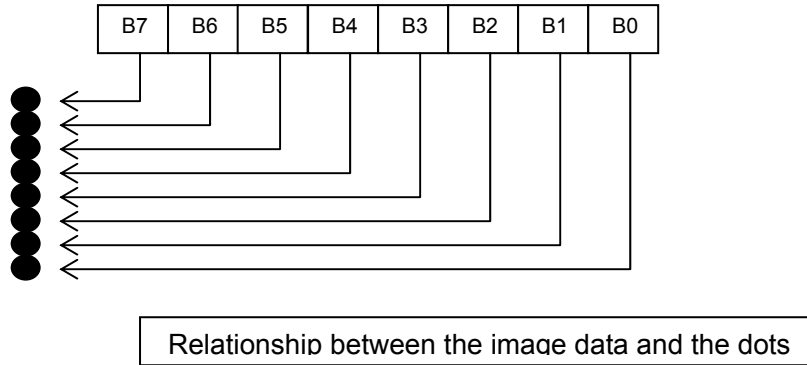 B7 B6 B5 B4 B3 B2 B1 B0
Relationship between the image data and the dots